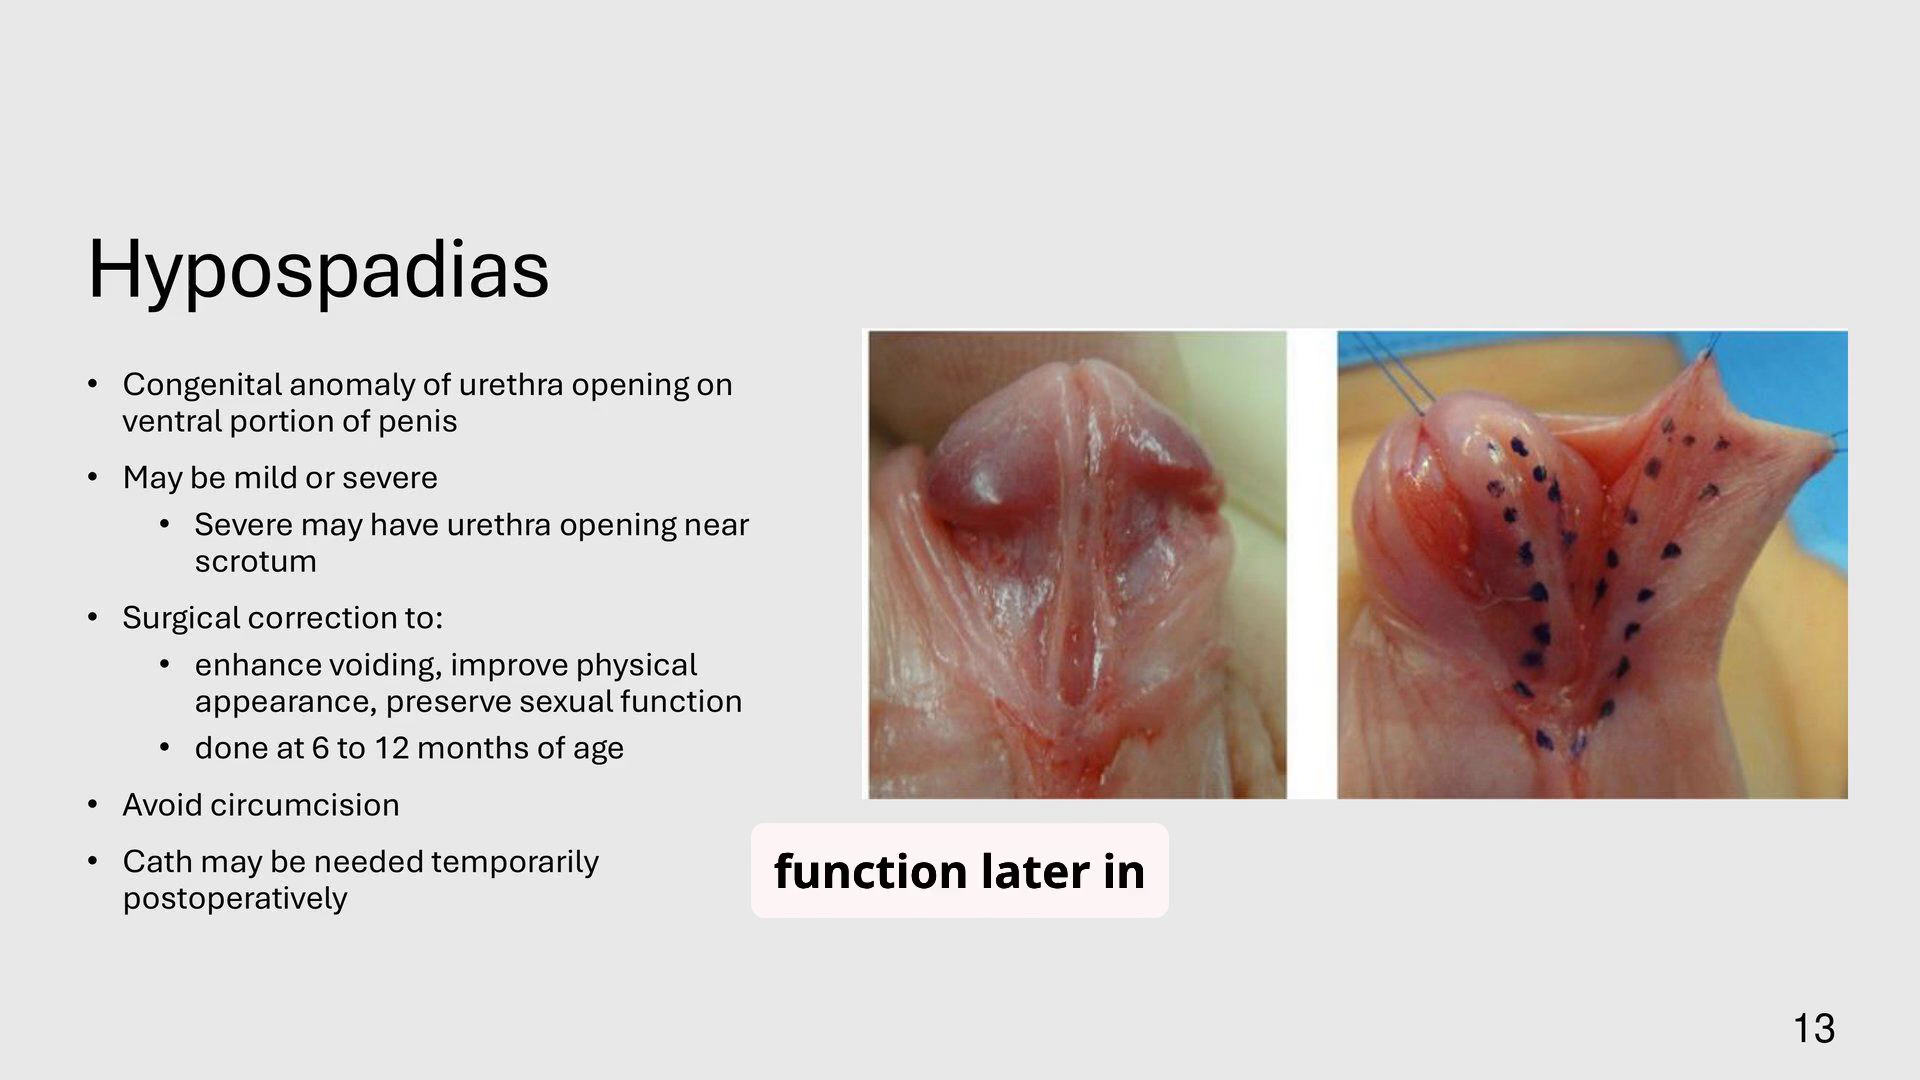 Hypospadias
• Congenital anomaly of urethra opening on
ventral portion of penis
• May be mild or severe
• Severe may have urethra opening near
scrotum
• Surgical correction to:
• enhance voiding, improve physical
appearance, preserve sexual function
• done at 6 to 12 months of age
• Avoid circumcision
• Cath may be needed temporarily
postoperatively
function later in
13